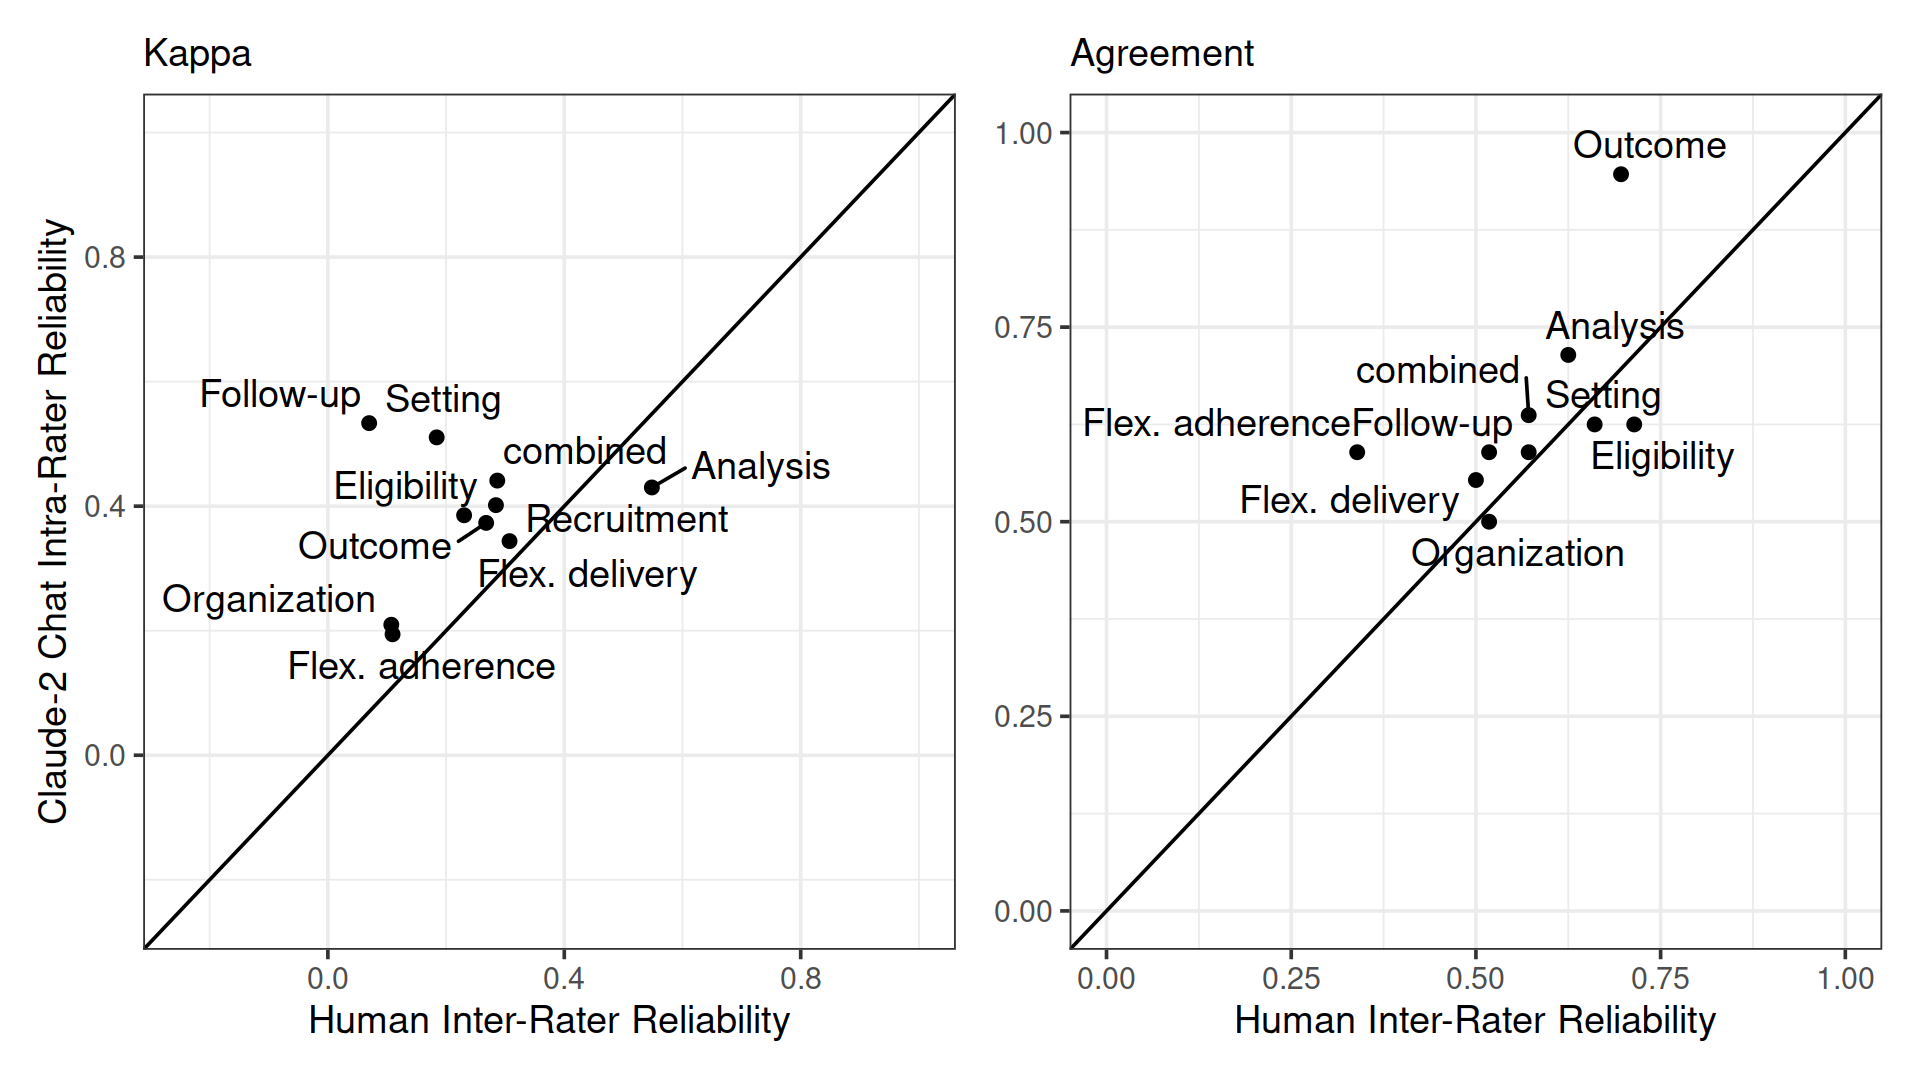 Kappa
Agreement
Claude-2 Chat Intra-Rater Reliability
0.8
0.4
0.0
Follow-up
Setting
combined
Analysis
Eligibility
Recruitment
Outcome
Flex. delivery
Organization
Flex. adherence
0.0
0.4
0.8
Human Inter-Rater Reliability
1.00
0.75
0.50
0.25
0.00
Outcome
Analysis
combined
Setting
Flex. adherence
Follow-up
Eligibility
Flex. delivery
Organization
0.00
0.25
0.50
0.75
1.00
Human Inter-Rater Reliability